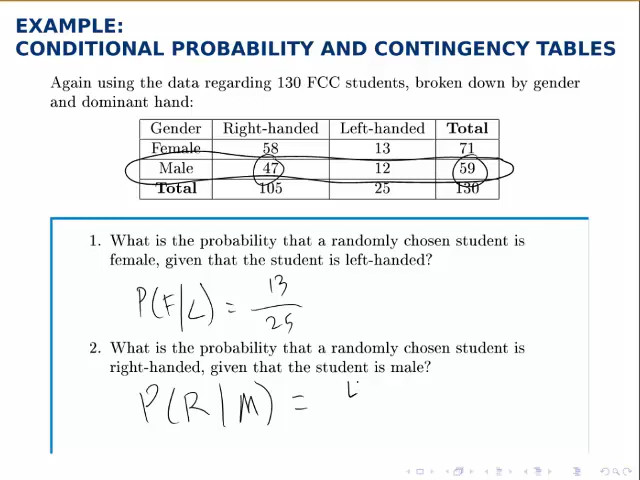 EXAMPLE:
CONDITIONAL PROBABILITY AND CONTINGENCY TABLES
Again using the data regarding 130 FCC students, broken down by gender
and dominant hand:
Gender Right-handed Left-handed Total
Female 58 13 71
Male 47 12 59
Total 105 25 130
1. What is the probability that a randomly chosen student is
female, given that the student is left-handed?
P(F|L) = 13
25
2. What is the probability that a randomly chosen student is
right-handed, given that the student is male?
P(R|M) =